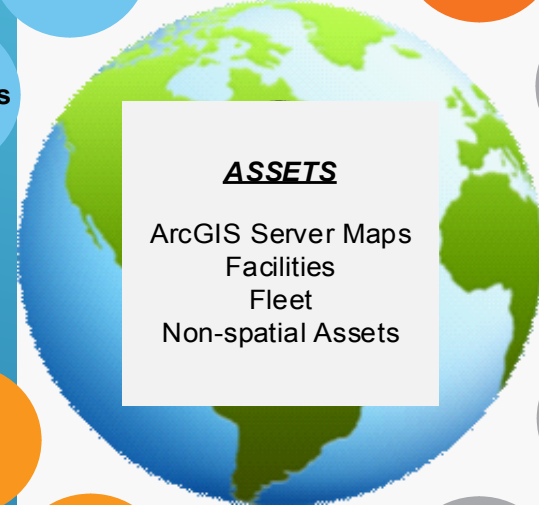 s
ASSETS
ArcGIS Server Maps
Facilities
Fleet
Non-spatial Assets